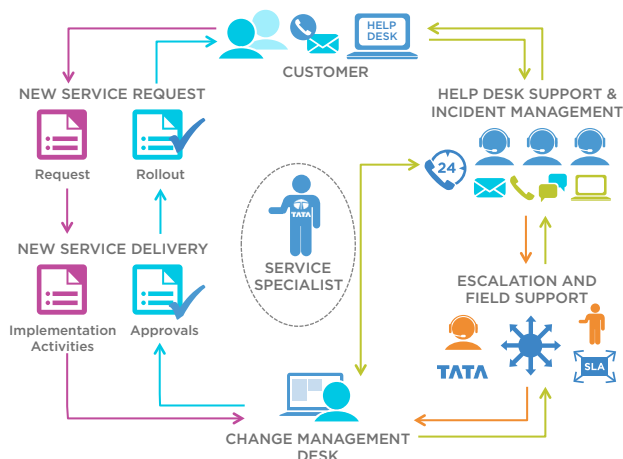 HELP
DESK
CUSTOMER
NEW SERVICE REQUEST
Request
Rollout
HELP DESK SUPPORT &
INCIDENT MANAGEMENT
24
TATA
SERVICE
SPECIALIST
NEW SERVICE DELIVERY
Implementation
Activities
Approvals
ESCALATION AND
FIELD SUPPORT
TATA
SLA
CHANGE MANAGEMENT
DESK